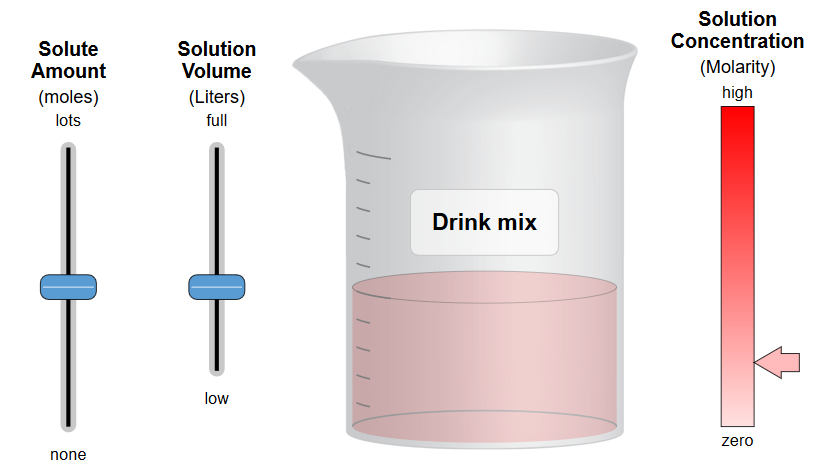 Solute
Amount
(moles)
lots
none
Solution
Volume
(Liters)
full
low
Drink mix
Solution
Concentration
(Molarity)
high
zero